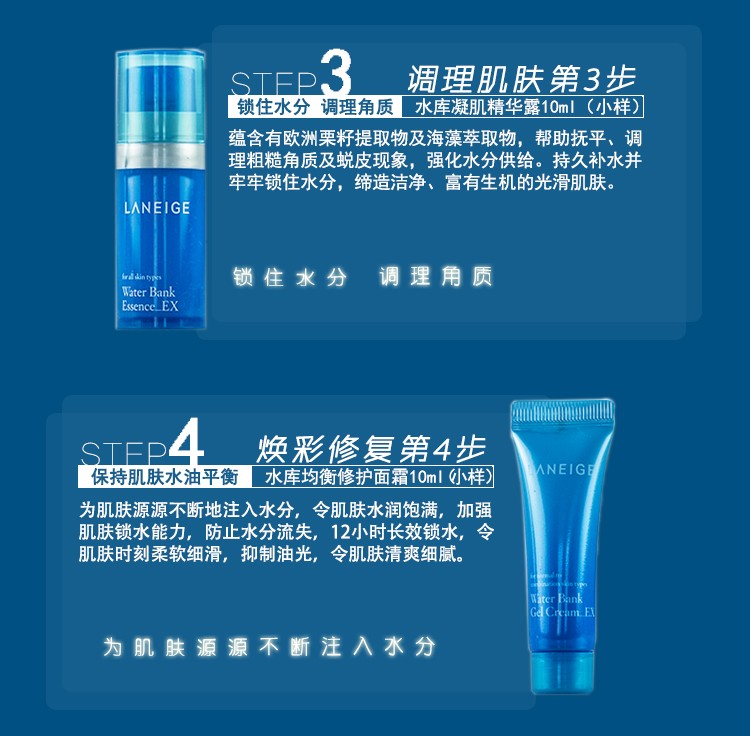 STEP3 调理肌肤第3步
锁住水分 调理角质 水库凝肌精华露10ml（小样）
蕴含有欧洲栗籽提取物及海藻萃取物，帮助抚平、调
理粗糙角质及蜕皮现象，强化水分供给。持久补水并
牢牢锁住水分，缔造洁净、富有生机的光滑肌肤。
锁住水分 调理角质
LANEIGE
for all skin types
Water Bank
Essence_EX
STEP4 焕彩修复第4步
保持肌肤水油平衡 水库均衡修护面霜10ml(小样)
为肌肤源源不断地注入水分，令肌肤水润饱满，加强
肌肤锁水能力，防止水分流失，12小时长效锁水，令
肌肤时刻柔软细滑，抑制油光，令肌肤清爽细腻。
为肌肤源源不断注入水分
LANEIGE
for normal to
combination skin types
Water Bank
Gel Cream_EX